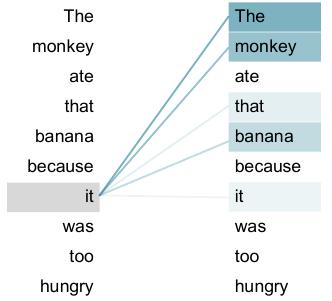 The The
monkey monkey
ate ate
that that
banana banana
because because
it it
was was
too too
hungry hungry